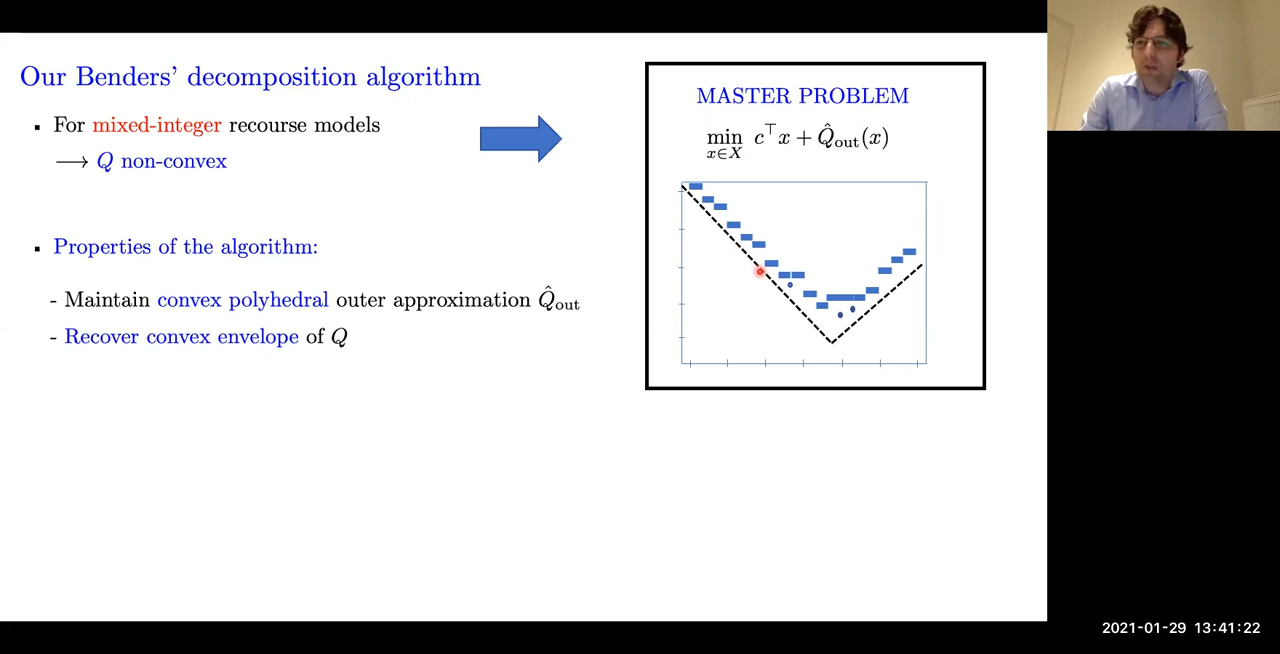 Our Benders' decomposition algorithm
▪ For mixed-integer recourse models
⟶ Q non-convex
▪ Properties of the algorithm:
- Maintain convex polyhedral outer approximation Q̂out
- Recover convex envelope of Q
MASTER PROBLEM
min x∈X c⊤x + Q̂out(x)
2021-01-29 13:41:22